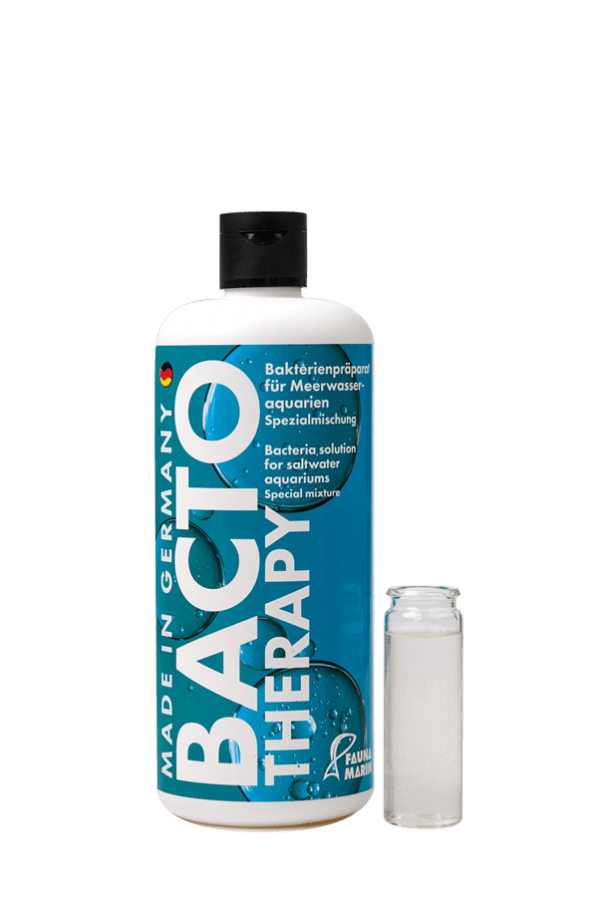 MADE IN GERMANY
BACTO
THERAPY
Bakterienpräparat
für Meerwasser-
aquarien
Spezialmischung
Bacteria solution
for saltwater
aquariums
Special mixture
FAUNA
MARIN